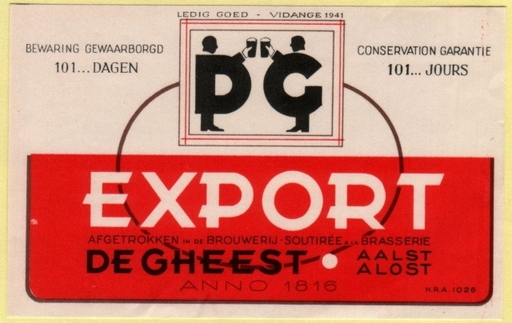 LEDIG GOED - VIDANGE 1941
BEWARING GEWAARBORGD
101... DAGEN
DG
CONSERVATION GARANTIE
101... JOURS
EXPORT
AFGETROKKEN IN DE BROUWERIJ-SOUTIRÉE A LA BRASSERIE
DE GHEEST • AALST
ALOST
ANNO 1816
H.R.A. 1026